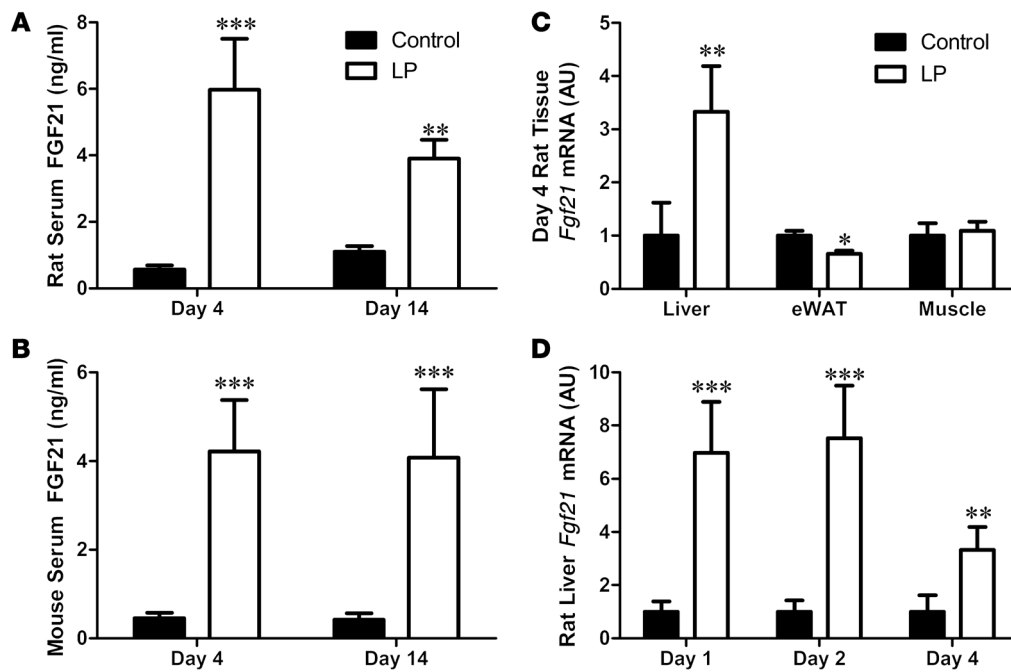 A
Rat Serum FGF21 (ng/ml)
8
6
4
2
0
***
**
Control
LP
Day 4
Day 14
B
Mouse Serum FGF21 (ng/ml)
6
4
2
0
***
***
Day 4
Day 14
C
Day 4 Rat Tissue
Fgf21 mRNA (AU)
5
4
3
2
1
0
**
*
Control
LP
Liver
eWAT
Muscle
D
Rat Liver Fgf21 mRNA (AU)
10
8
6
4
2
0
***
***
**
Day 1
Day 2
Day 4